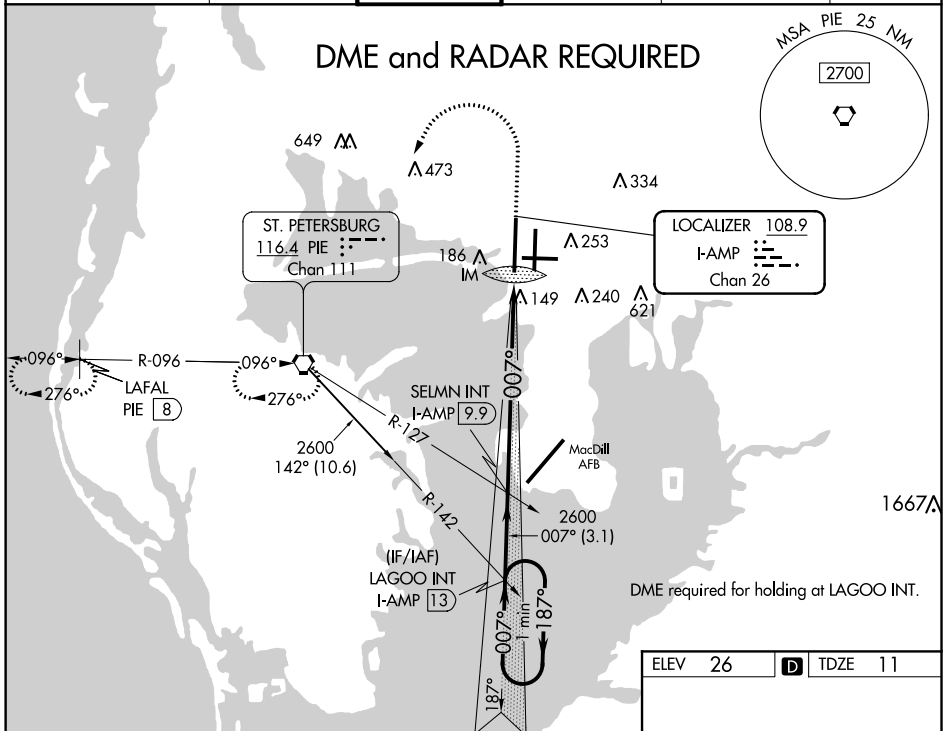 DME and RADAR REQUIRED
MSA PIE 25 NM
2700
649
473
334
ST. PETERSBURG
116.4 PIE
Chan 111
LOCALIZER 108.9
I-AMP
Chan 26
253
186
IM
149
240
621
096°
R-096
096°
276°
LAFAL
PIE 8
276°
SELMN INT
I-AMP 9.9
007°
R-127
2600
142° (10.6)
MacDill
AFB
R-142
1667
2600
007° (3.1)
(IF/IAF)
LAGOO INT
I-AMP 13
DME required for holding at LAGOO INT.
007°
1 min
187°
187°
ELEV 26 D TDZE 11